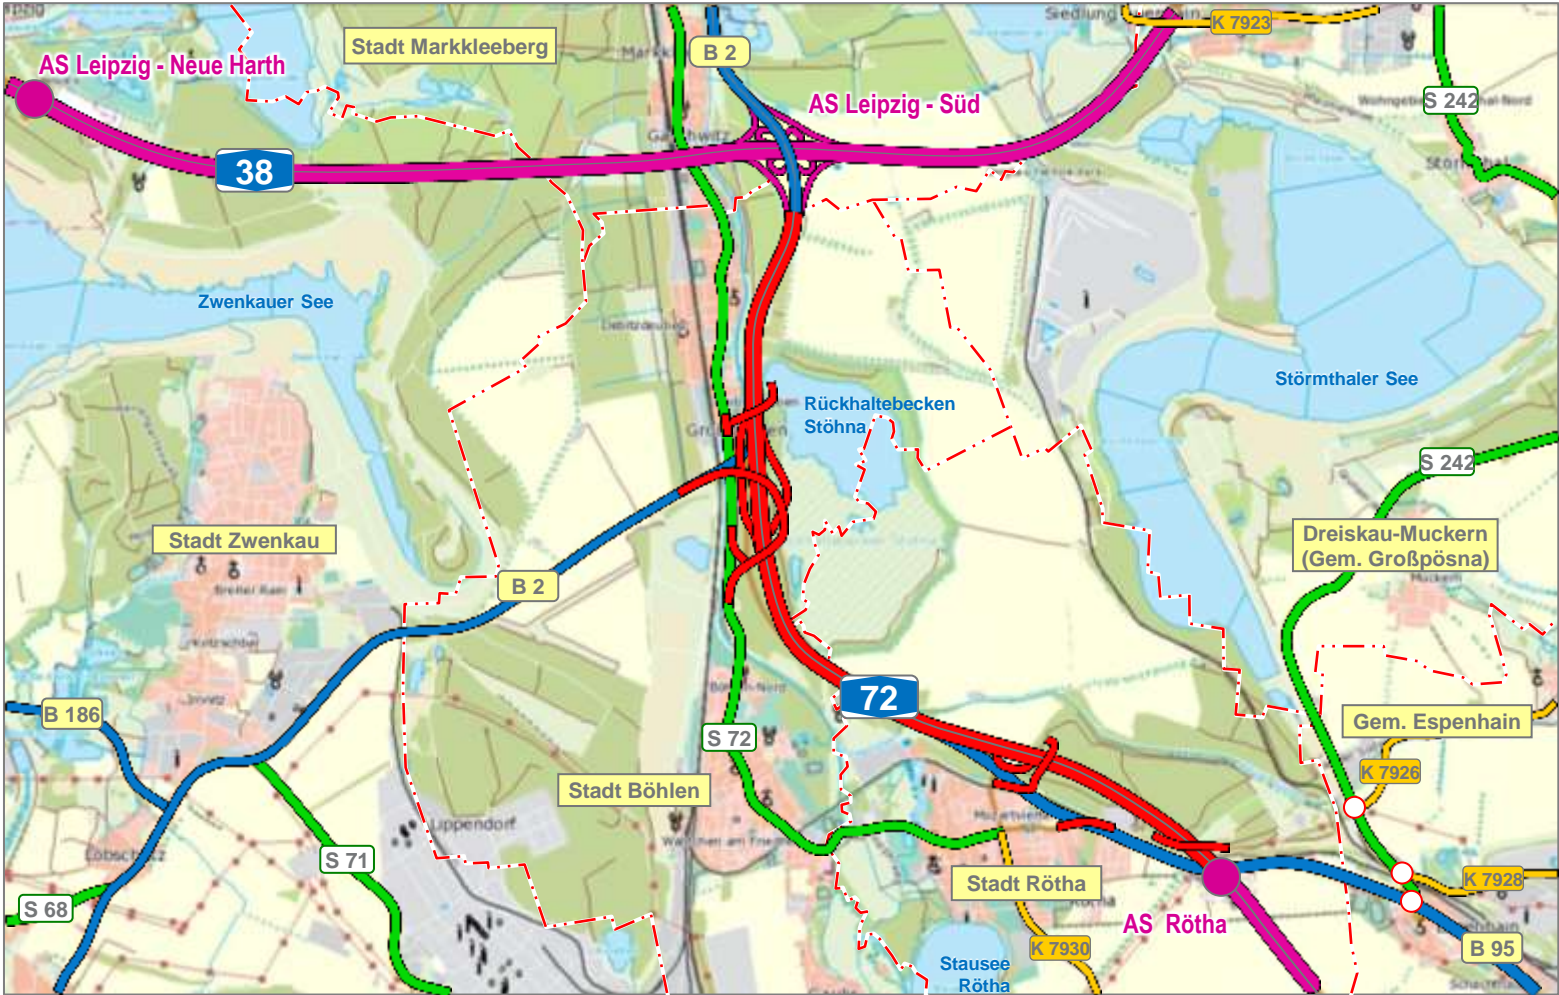 Siedlung
K 7923
Stadt Markkleeberg
B 2
AS Leipzig - Neue Harth
AS Leipzig - Süd
S 242
38
Zwenkauer See
Störmthaler See
Rückhaltebecken
Stöhna
S 242
Stadt Zwenkau
Dreiskau-Muckern
(Gem. Großpösna)
B 2
72
B 186
Gem. Espenhain
S 72
K 7926
Stadt Böhlen
Lippendorf
S 71
K 7928
Stadt Rötha
S 68
AS Rötha
K 7930
B 95
Stausee
Rötha